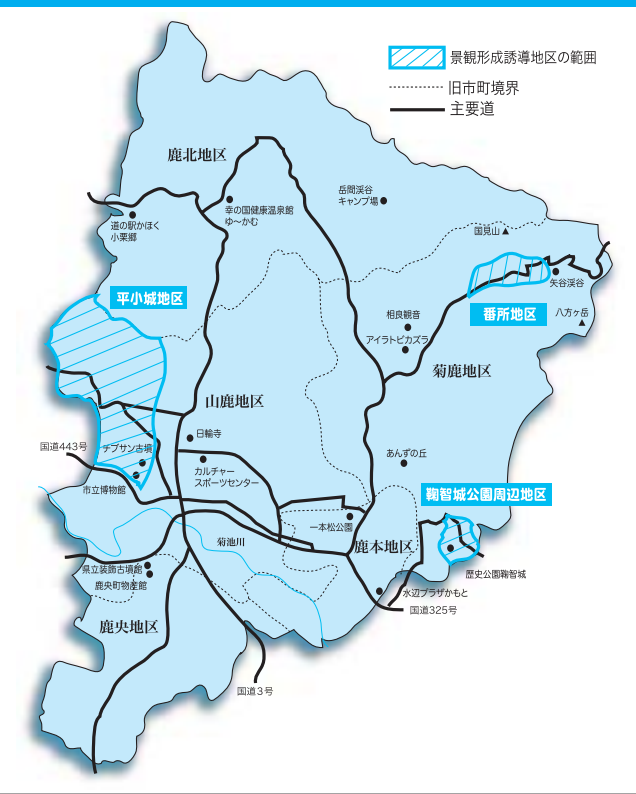 景観形成誘導地区の範囲
旧市町境界
主要道
鹿北地区
岳間渓谷
キャンプ場
道の駅かほく
小栗郷
幸の国健康温泉館
ゆ〜かむ
国見山
矢谷渓谷
平小城地区
番所地区
八方ヶ岳
相良観音
アイラトビカズラ
菊鹿地区
山鹿地区
日輪寺
国道443号
チブサン古墳
あんずの丘
カルチャー
スポーツセンター
市立博物館
鞠智城公園周辺地区
一本松公園
菊池川
鹿本地区
県立装飾古墳館
鹿央町物産館
歴史公園鞠智城
水辺プラザかもと
国道325号
鹿央地区
国道3号